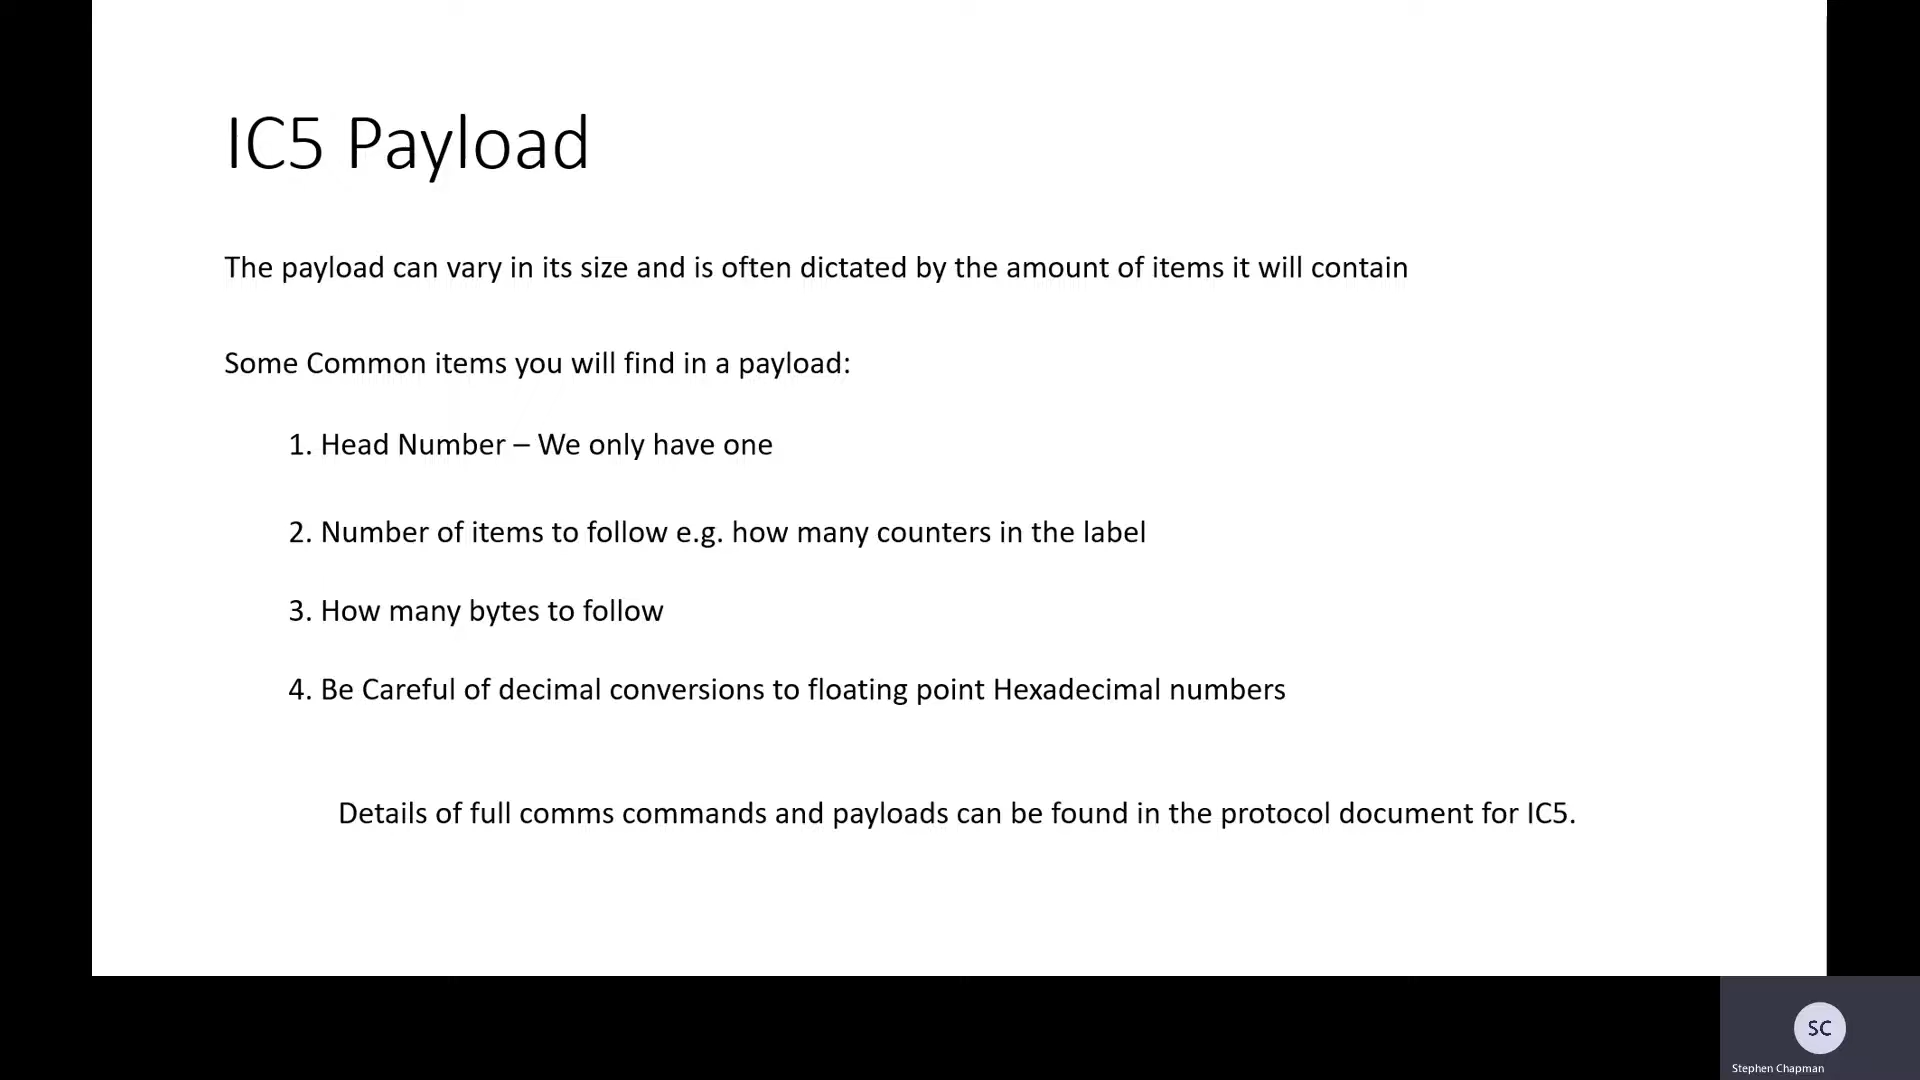 IC5 Payload
The payload can vary in its size and is often dictated by the amount of items it will contain
Some Common items you will find in a payload:
1. Head Number – We only have one
2. Number of items to follow e.g. how many counters in the label
3. How many bytes to follow
4. Be Careful of decimal conversions to floating point Hexadecimal numbers
Details of full comms commands and payloads can be found in the protocol document for IC5.
SC
Stephen Chapman